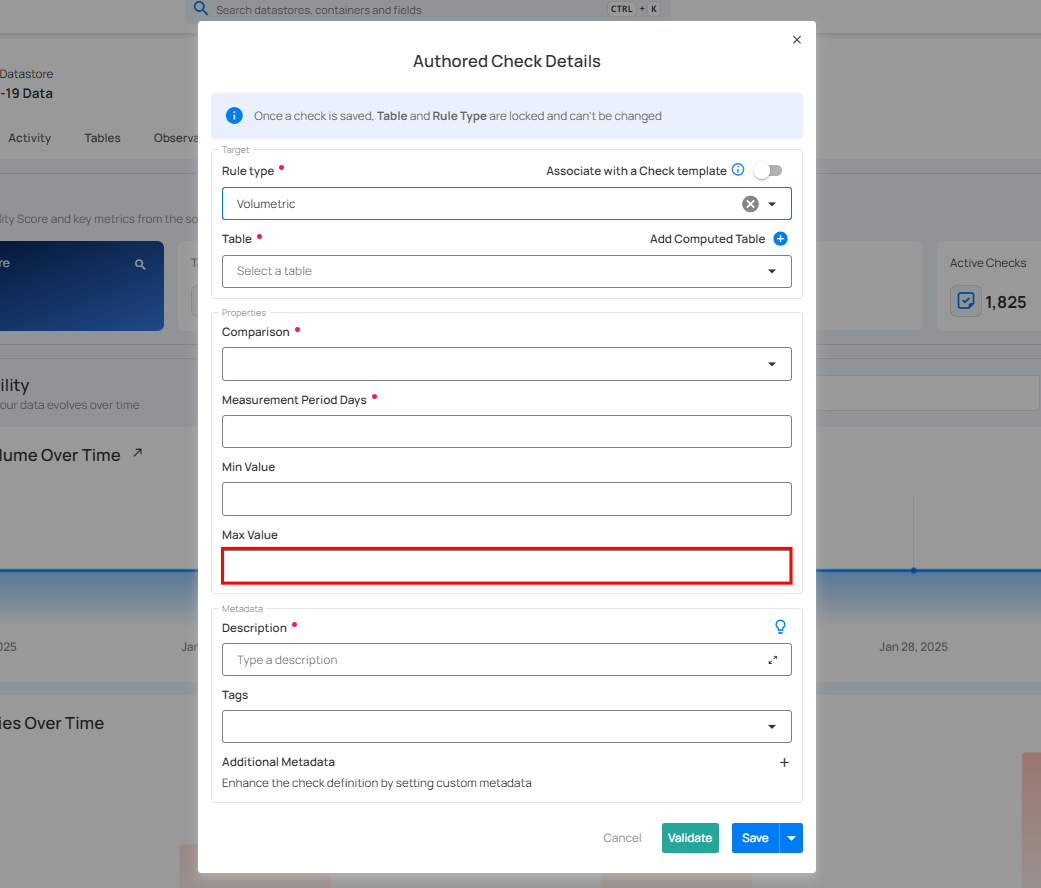 Search datastores, containers and fields
CTRL + K
Authored Check Details
Datastore
-19 Data
Once a check is saved, Table and Rule Type are locked and can't be changed
Activity
Tables
Observa
Target
Rule type
Associate with a Check template
Volumetric
lity Score and key metrics from the so
Table
Add Computed Table
re
Select a table
Active Checks
1,825
Properties
Comparison
ility
our data evolves over time
Measurement Period Days
lume Over Time
Min Value
Max Value
Metadata
Description
025
Jan
Jan 28, 2025
Type a description
Tags
ies Over Time
Additional Metadata
Enhance the check definition by setting custom metadata
Cancel
Validate
Save